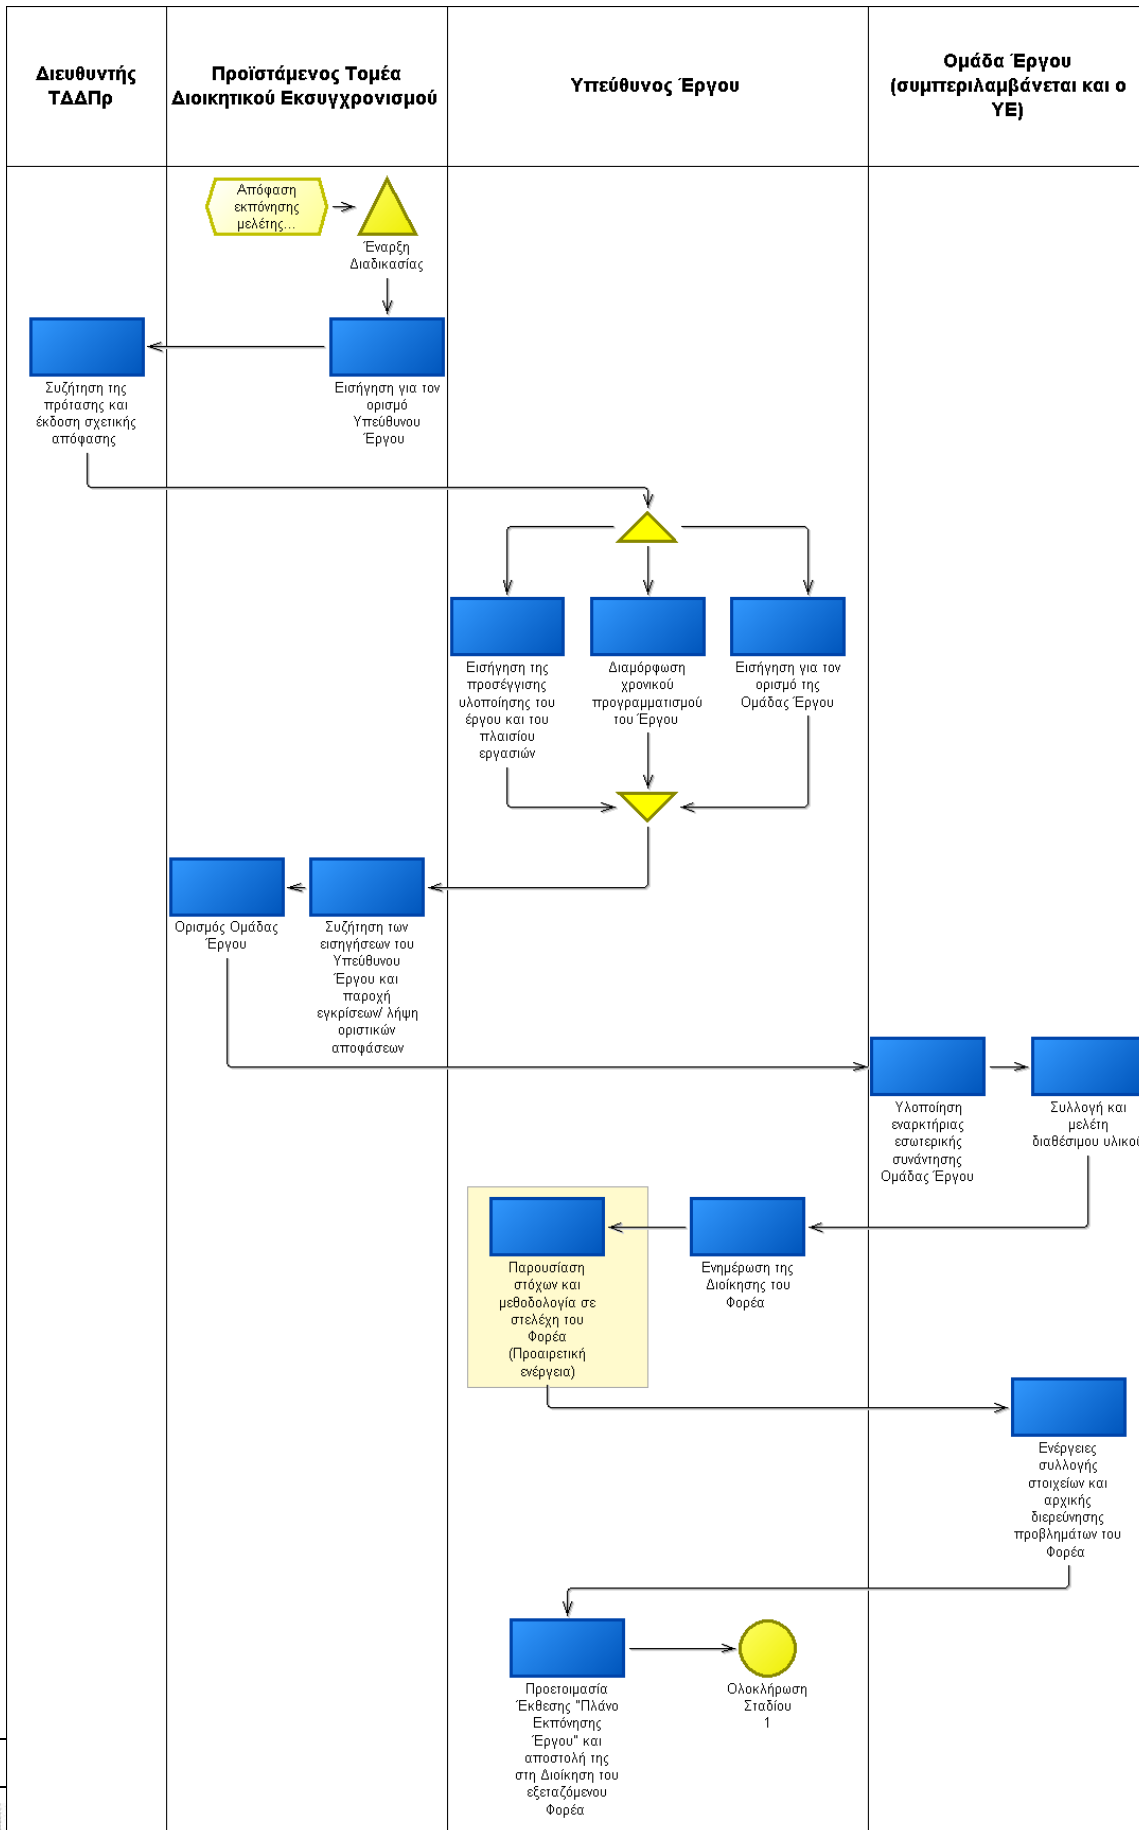 Διευθυντής
ΤΔΔΠρ
Προϊστάμενος Τομέα
Διοικητικού Εκσυγχρονισμού
Υπεύθυνος Έργου
Ομάδα Έργου
(συμπεριλαμβάνεται και ο
ΥΕ)
Απόφαση
εκπόνησης
μελέτης...
Έναρξη
Διαδικασίας
Συζήτηση της
πρότασης και
έκδοση σχετικής
απόφασης
Εισήγηση για τον
ορισμό
Υπεύθυνου
Έργου
Εισήγηση της
προσέγγισης
υλοποίησης του
έργου και του
πλαισίου
εργασιών
Διαμόρφωση
χρονικού
προγραμματισμού
του Έργου
Εισήγηση για τον
ορισμό της
Ομάδας Έργου
Ορισμός Ομάδας
Έργου
Συζήτηση των
εισηγήσεων του
Υπεύθυνου
Έργου και
παροχή
εγκρίσεων/ λήψη
οριστικών
αποφάσεων
Υλοποίηση
εναρκτήριας
εσωτερικής
συνάντησης
Ομάδας Έργου
Συλλογή και
μελέτη
διαθέσιμου υλικού
Παρουσίαση
στόχων και
μεθοδολογία σε
στελέχη του
Φορέα
(Προαιρετική
ενέργεια)
Ενημέρωση της
Διοίκησης του
Φορέα
Ενέργειες
συλλογής
στοιχείων και
αρχικής
διερεύνησης
προβλημάτων του
Φορέα
Προετοιμασία
Έκθεσης "Πλάνο
Εκπόνησης
Έργου" και
αποστολή της
στη Διοίκηση του
εξεταζόμενου
Φορέα
Ολοκλήρωση
Σταδίου
1